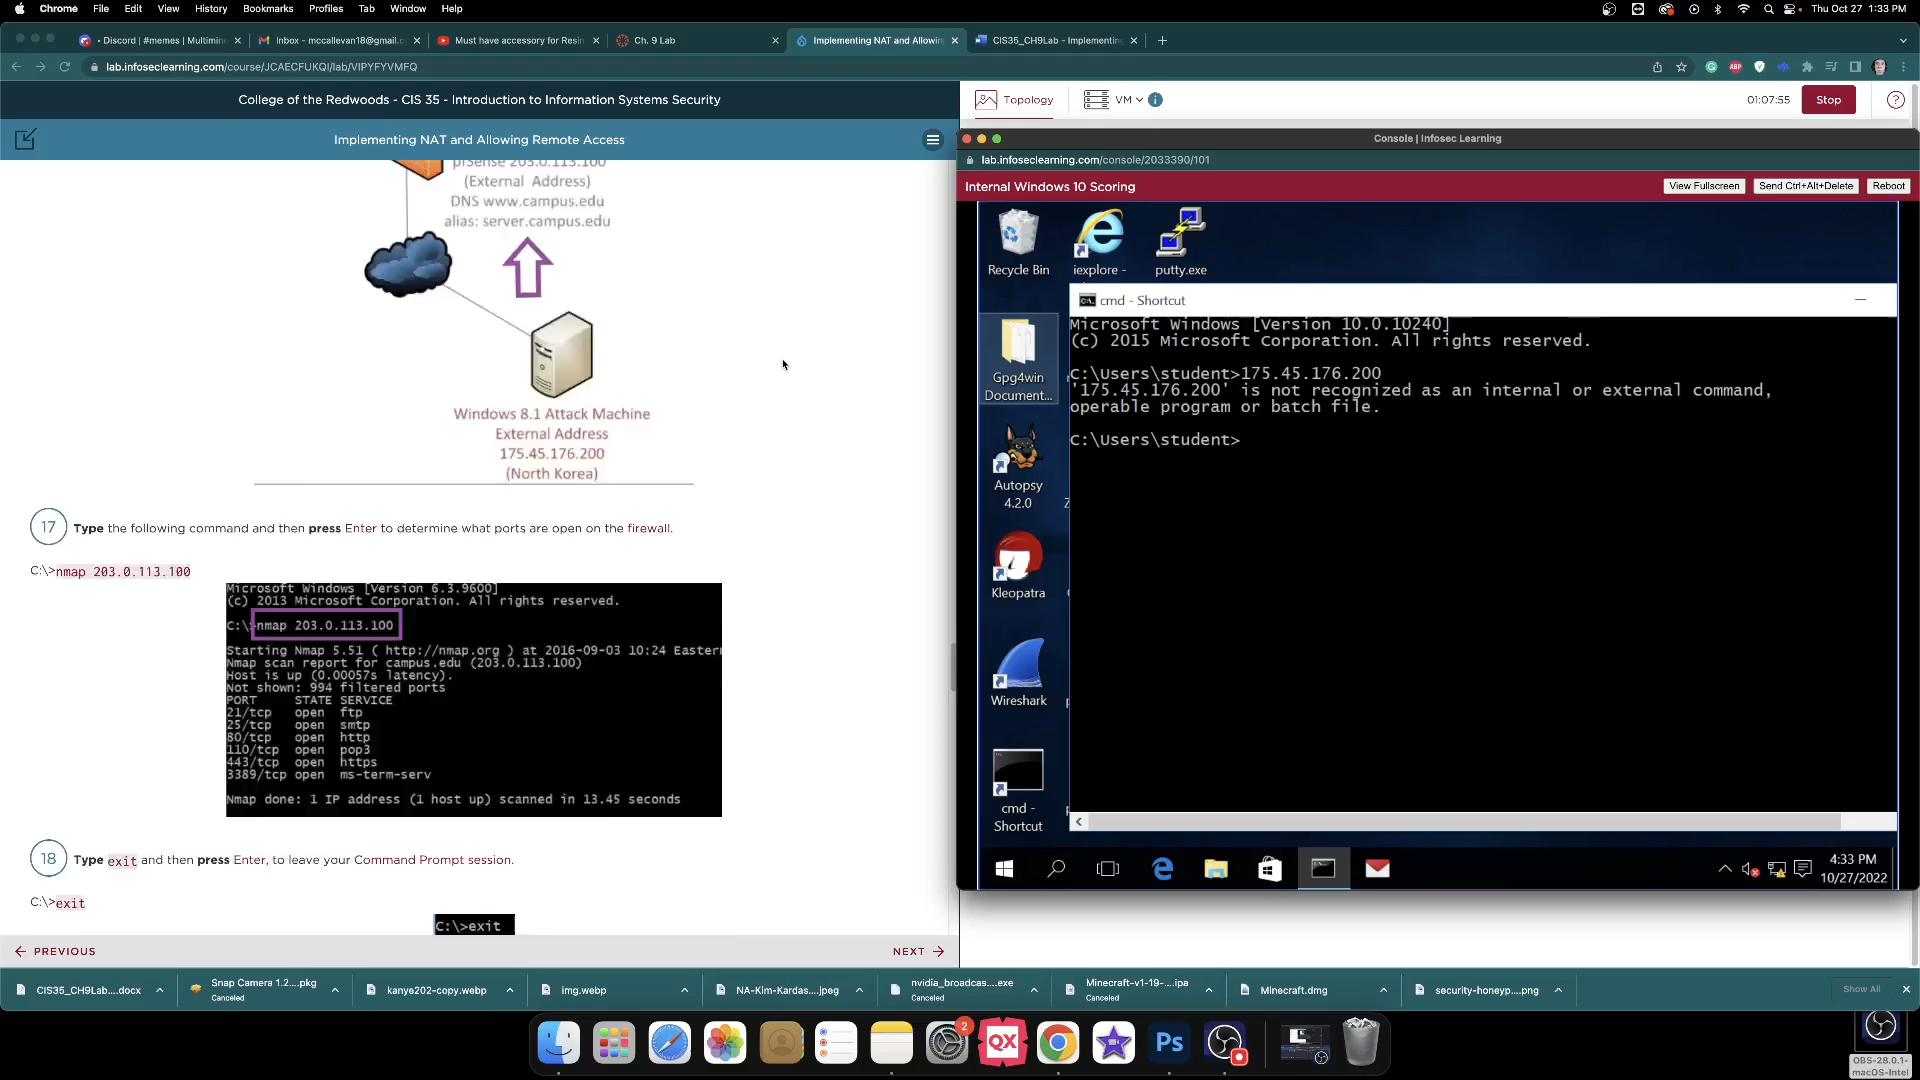 Chrome File Edit View History Bookmarks Profiles Tab Window Help
Thu Oct 27 1:33 PM
Discord | #memes | Multimin
Inbox - mccallevan18@gmail.c
Must have accessory for Resin
Ch. 9 Lab
Implementing NAT and Allowin
CIS35_CH9Lab - Implementing
lab.infoseclearning.com/course/JCAECFUKQI/lab/VIPYFYVMFQ
ABP
College of the Redwoods - CIS 35 - Introduction to Information Systems Security
Implementing NAT and Allowing Remote Access
pfSense 203.0.113.100
(External Address)
DNS www.campus.edu
alias: server.campus.edu
Windows 8.1 Attack Machine
External Address
175.45.176.200
(North Korea)
17 Type the following command and then press Enter to determine what ports are open on the firewall.
C:\>nmap 203.0.113.100
Microsoft Windows [Version 6.3.9600]
(c) 2013 Microsoft Corporation. All rights reserved.
C:\>nmap 203.0.113.100
Starting Nmap 5.51 ( http://nmap.org ) at 2016-09-03 10:24 Eastern
Nmap scan report for campus.edu (203.0.113.100)
Host is up (0.00057s latency).
Not shown: 994 filtered ports
PORT STATE SERVICE
21/tcp open ftp
25/tcp open smtp
80/tcp open http
110/tcp open pop3
443/tcp open https
3389/tcp open ms-term-serv
Nmap done: 1 IP address (1 host up) scanned in 13.45 seconds
18 Type exit and then press Enter, to leave your Command Prompt session.
C:\>exit
C:\>exit
PREVIOUS
NEXT
Topology
VM
01:07:55
Stop
Console | Infosec Learning
lab.infoseclearning.com/console/2033390/101
Internal Windows 10 Scoring
View Fullscreen
Send Ctrl+Alt+Delete
Reboot
Recycle Bin
iexplore -
putty.exe
Gpg4win
Document...
Autopsy
4.2.0
Kleopatra
Wireshark
cmd -
Shortcut
cmd - Shortcut
Microsoft Windows [Version 10.0.10240]
(c) 2015 Microsoft Corporation. All rights reserved.
C:\Users\student>175.45.176.200
'175.45.176.200' is not recognized as an internal or external command,
operable program or batch file.
C:\Users\student>
4:33 PM
10/27/2022
CIS35_CH9Lab....docx
Snap Camera 1.2....pkg
Canceled
kanye202-copy.webp
img.webp
NA-Kim-Kardas....jpeg
nvidia_broadcas....exe
Canceled
Minecraft-v1-19-....ipa
Canceled
Minecraft.dmg
security-honeyp....png
Show All
2
QX
Ps
OBS-28.0.1-
macOS-Intel